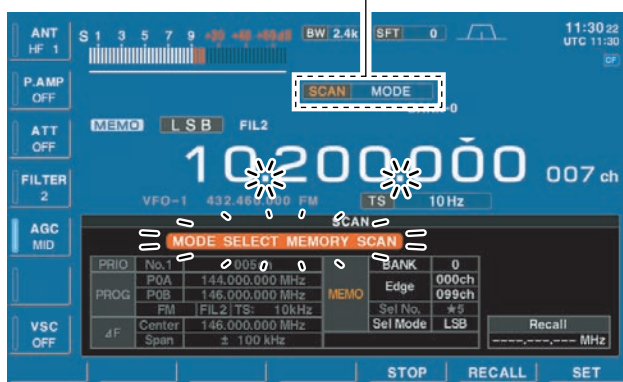 ANT
HF 1
S 1 3 5 7 9 +20 +40 +60dB BW 2.4k SFT 0
11:30 22
UTC 11:30
CF
P.AMP
OFF
SCAN MODE
ATT
OFF
MEMO LSB FIL2
10.200.000 007 ch
FILTER
2
VFO-1 432.460.000 FM TS 10Hz
AGC
MID
SCAN
MODE SELECT MEMORY SCAN
PRIO No.1 005ch BANK 0
PROG P0A 144.000.000 MHz MEMO Edge 000ch
P0B 146.000.000 MHz 099ch
FM FIL2 TS: 10kHz Sel No. ★5
ΔF Center 146.000.000 MHz Sel Mode LSB Recall
Span ± 100 kHz --.---.--- MHz
VSC
OFF
STOP RECALL SET